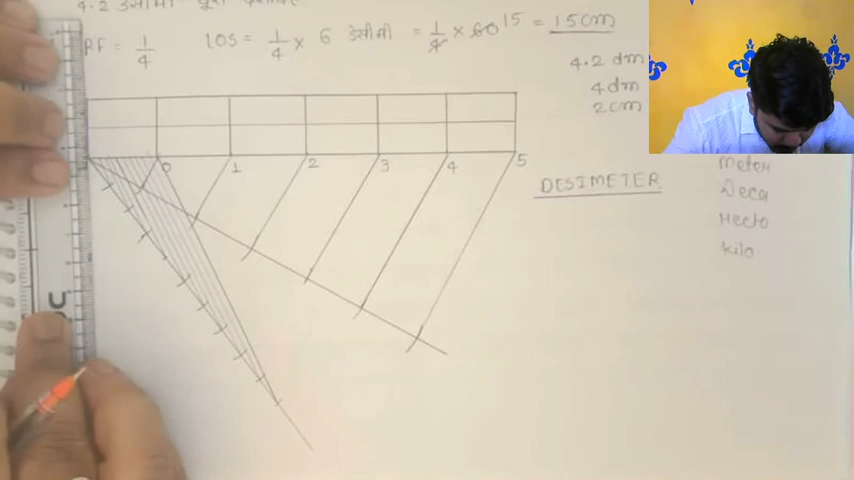 RF = 1/4 LOS = 1/4 × 6 डेसीमी = 1/4 × 60 15 = 15cm
4.2 dm
4dm
2cm
0 1 2 3 4 5
DESIMETER
Meter
Deca
Hecto
Kilo